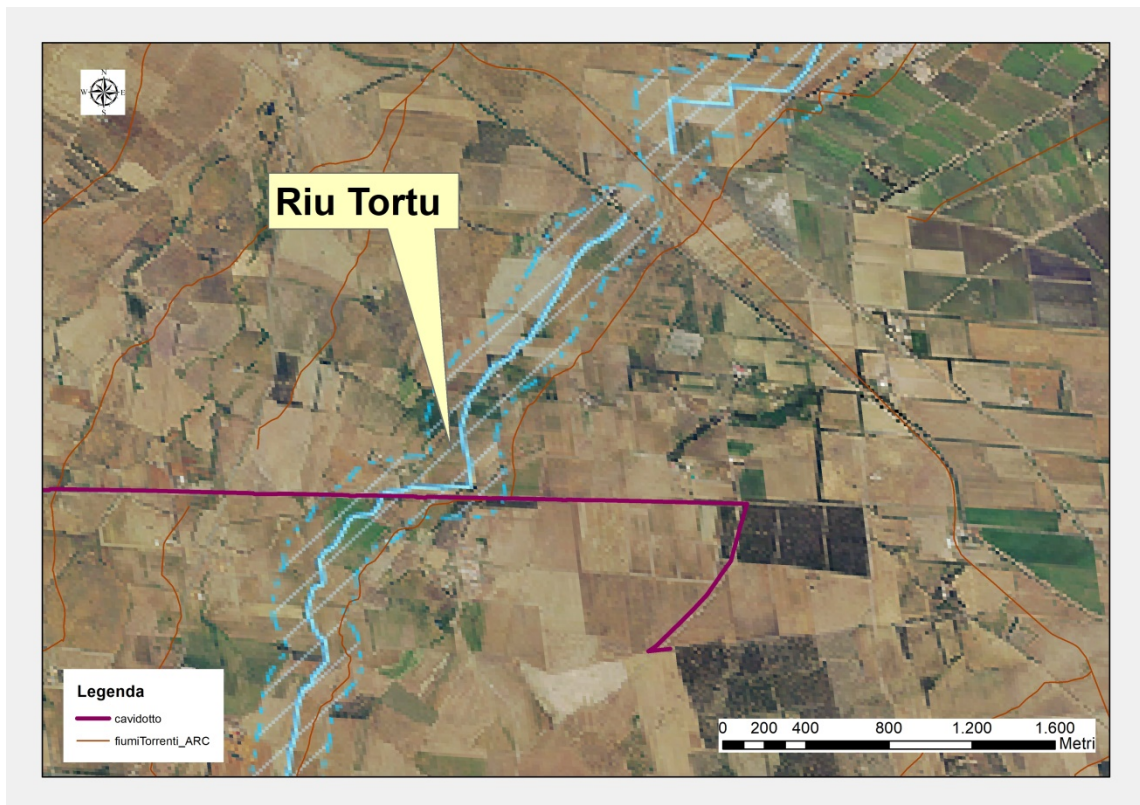 N
W E
S
Riu Tortu
Legenda
cavidotto
fiumiTorrenti_ARC
0 200 400 800 1.200 1.600
Metri